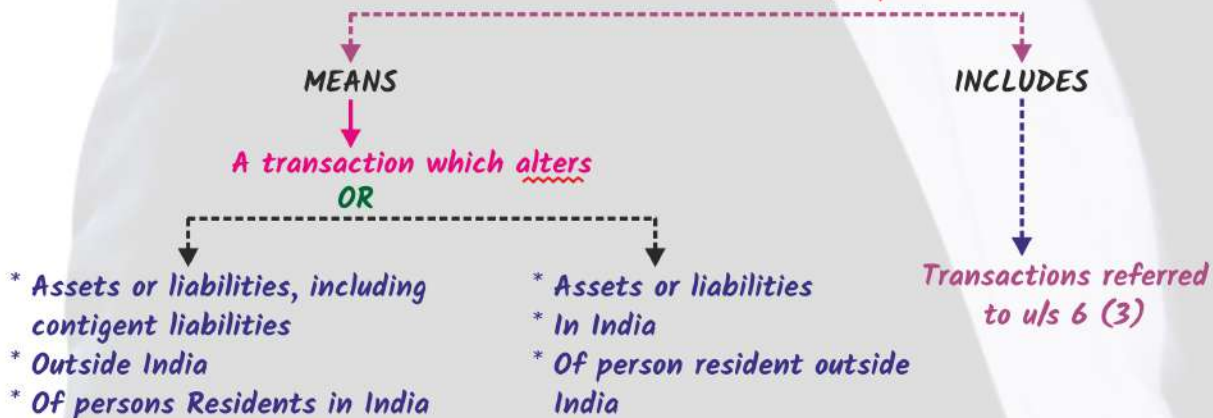 MEANS
INCLUDES
A transaction which alters
OR
* Assets or liabilities, including
contigent liabilities
* Outside India
* Of persons Residents in India
* Assets or liabilities
* In India
* Of person resident outside
India
Transactions referred
to u/s 6 (3)